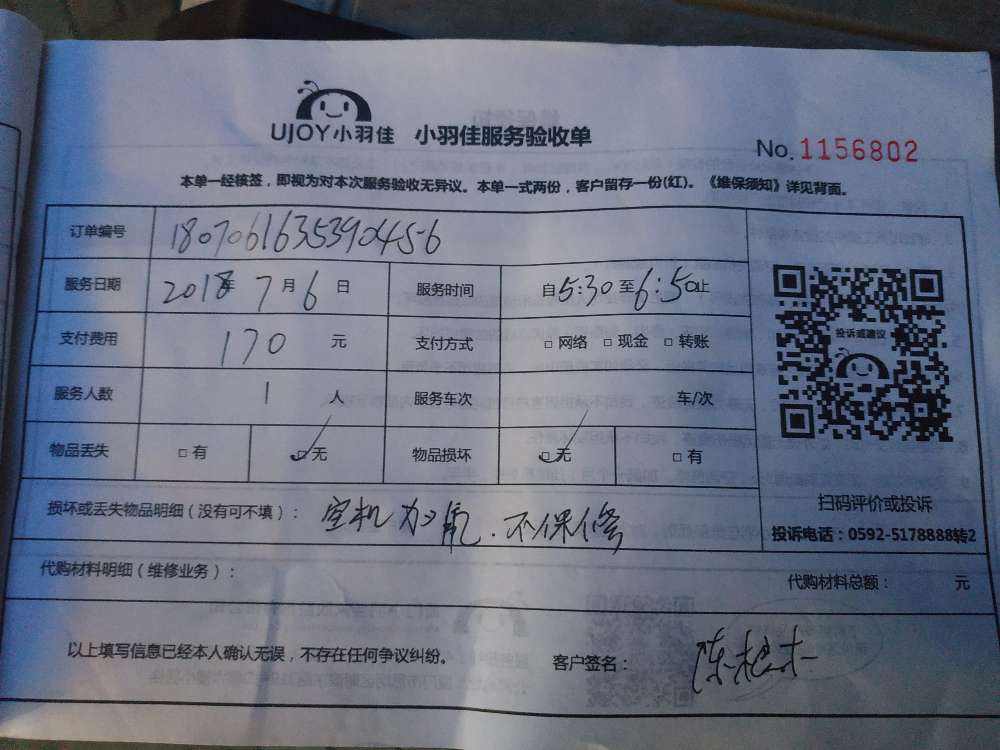 UJOY小羽佳 小羽佳服务验收单
No. 1156802
本单一经核签，即视为对本次服务验收无异议。本单一式两份，客户留存一份(红)。《维保须知》详见背面。
订单编号 180706163539045-6
服务日期 2018年 7月 6日 服务时间 自5:30至6:50止
支付费用 170 元 支付方式 □ 网络 □ 现金 □ 转账
服务人数 1 人 服务车次 车/次
物品丢失 □ 有 ☑无 物品损坏 ☑无 □ 有
投诉或建议
扫码评价或投诉
投诉电话：0592-5178888转2
损坏或丢失物品明细（没有可不填）： 空机加氟.不保修
代购材料明细（维修业务）： 代购材料总额： 元
以上填写信息已经本人确认无误，不存在任何争议纠纷。 客户签名： 陈